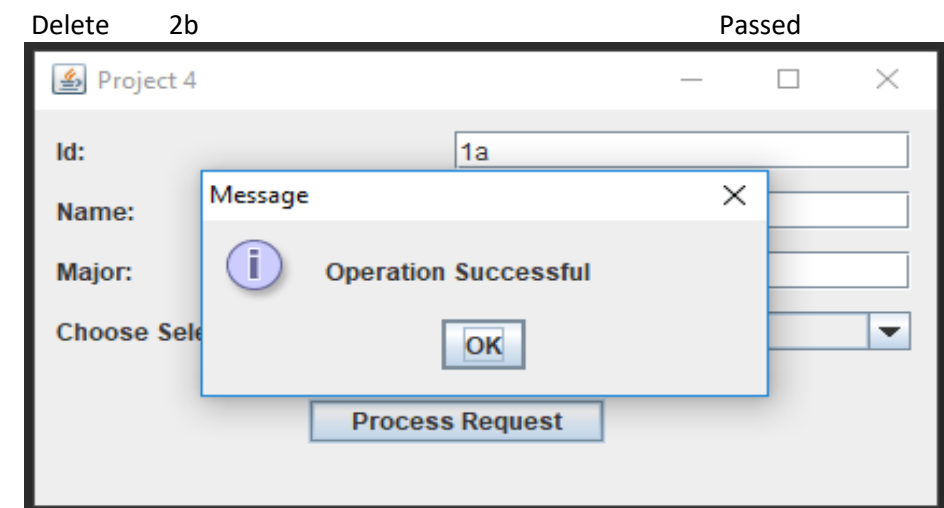 Delete 2b Passed
Project 4
Id: 1a
Message
Name:
Major:
Operation Successful
Choose Sele
OK
Process Request